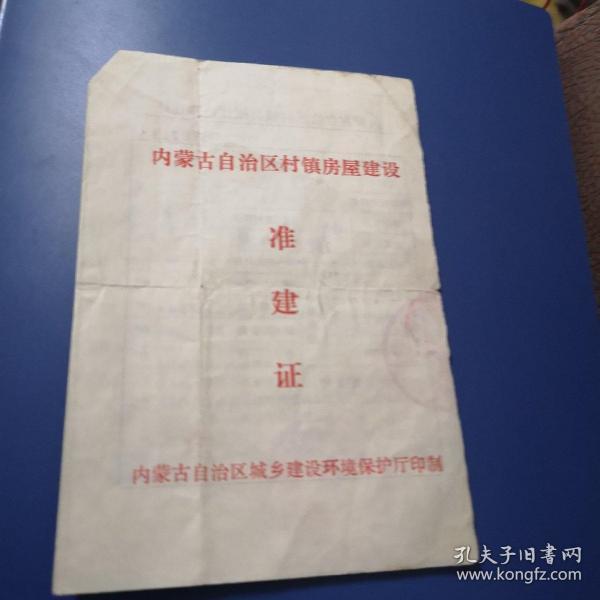 内蒙古自治区村镇房屋建设
准
建
证
内蒙古自治区城乡建设环境保护厅印制
孔夫子旧书网
www.kongfz.com